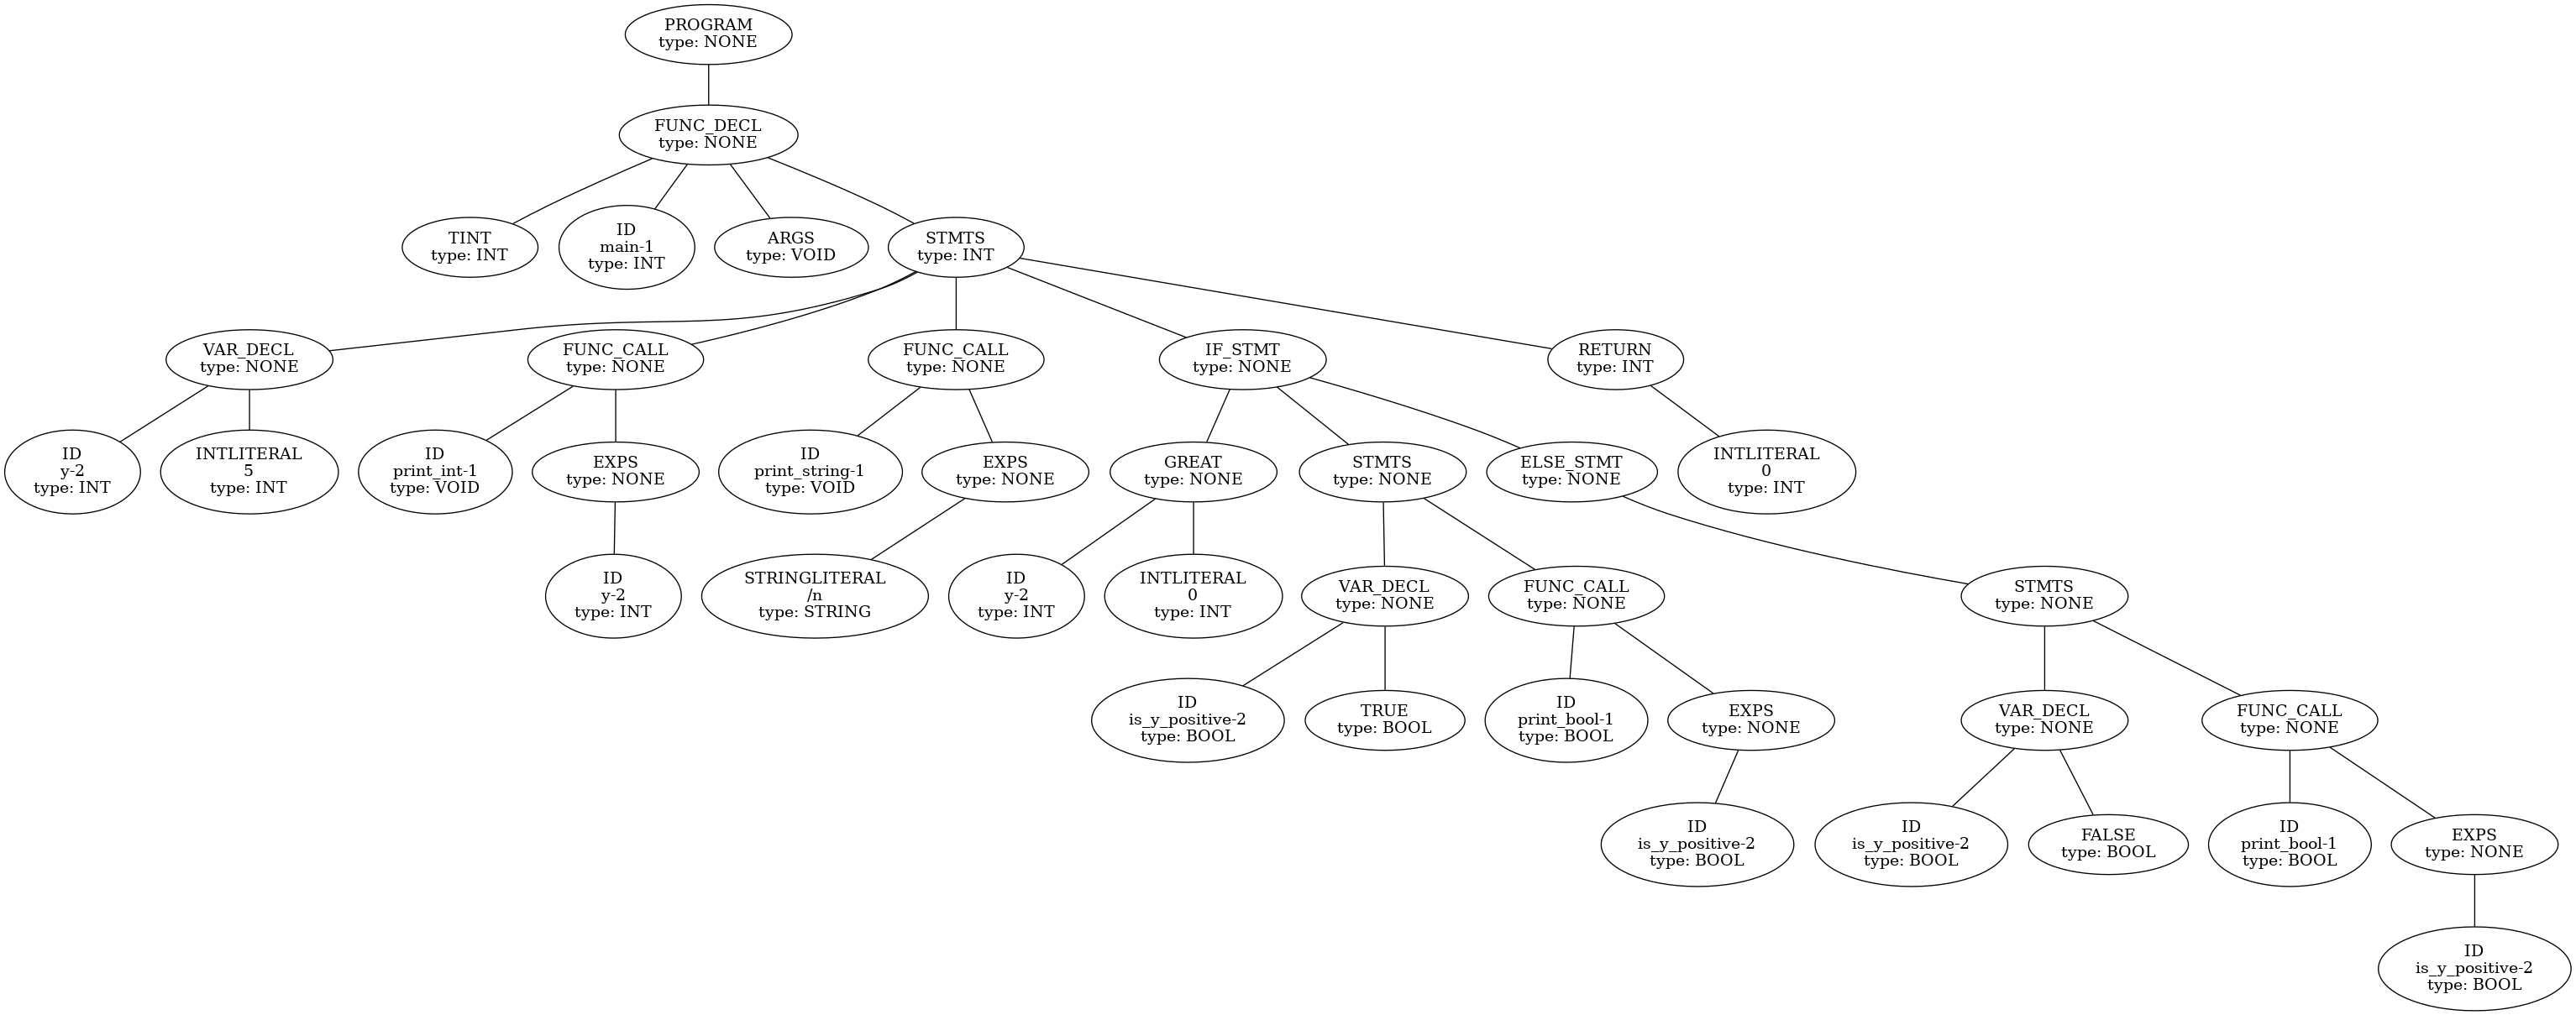 PROGRAM
type: NONE
FUNC_DECL
type: NONE
TINT
type: INT
ID
main-1
type: INT
ARGS
type: VOID
STMTS
type: INT
VAR_DECL
type: NONE
FUNC_CALL
type: NONE
FUNC_CALL
type: NONE
IF_STMT
type: NONE
RETURN
type: INT
ID
y-2
type: INT
INTLITERAL
5
type: INT
ID
print_int-1
type: VOID
EXPS
type: NONE
ID
print_string-1
type: VOID
EXPS
type: NONE
GREAT
type: NONE
STMTS
type: NONE
ELSE_STMT
type: NONE
INTLITERAL
0
type: INT
ID
y-2
type: INT
STRINGLITERAL
/n
type: STRING
ID
y-2
type: INT
INTLITERAL
0
type: INT
VAR_DECL
type: NONE
FUNC_CALL
type: NONE
STMTS
type: NONE
ID
is_y_positive-2
type: BOOL
TRUE
type: BOOL
ID
print_bool-1
type: BOOL
EXPS
type: NONE
VAR_DECL
type: NONE
FUNC_CALL
type: NONE
ID
is_y_positive-2
type: BOOL
ID
is_y_positive-2
type: BOOL
FALSE
type: BOOL
ID
print_bool-1
type: BOOL
EXPS
type: NONE
ID
is_y_positive-2
type: BOOL